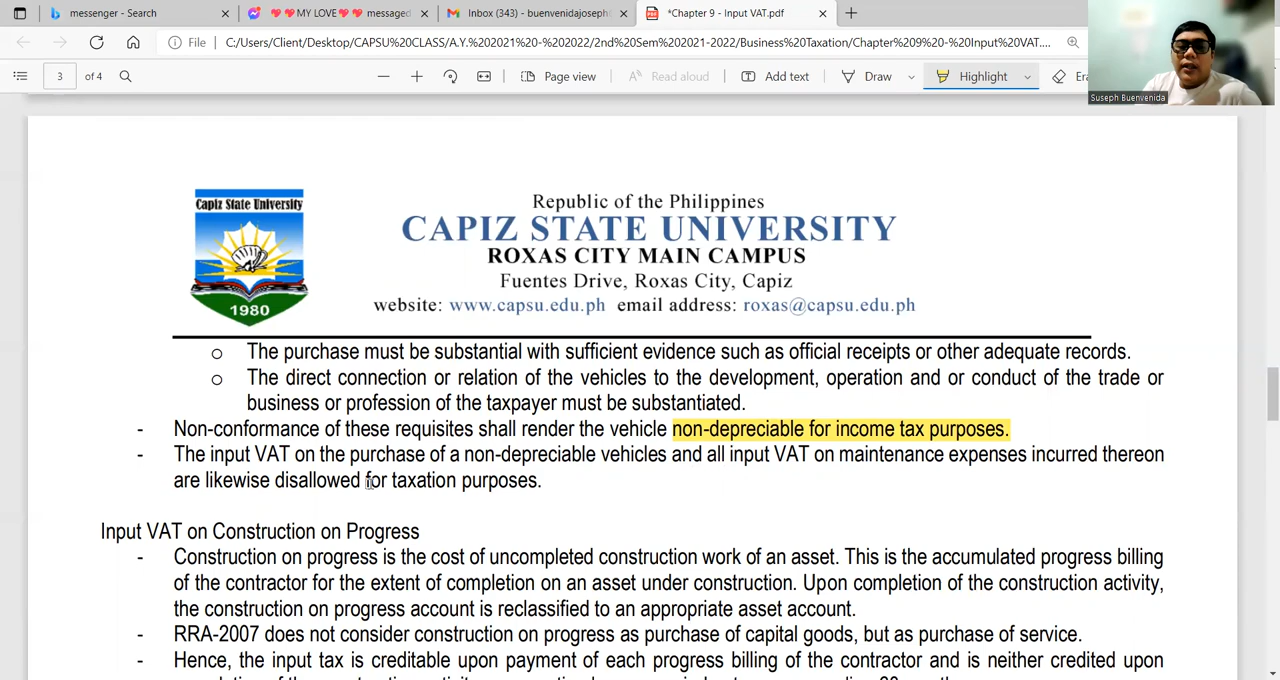 messenger - Search
MY LOVE messaged
Inbox (343) - buenvenidajoseph
*Chapter 9 - Input VAT.pdf
File
C:/Users/Client/Desktop/CAPSU%20CLASS/A.Y.%202021%20-%202022/2nd%20Sem%202021-2022/Business%20Taxation/Chapter%209%20-%20Input%20VAT....
3 of 4
Page view
Read aloud
Add text
Draw
Highlight
Suseph Buenvenida
Capiz State University
1980
Republic of the Philippines
CAPIZ STATE UNIVERSITY
ROXAS CITY MAIN CAMPUS
Fuentes Drive, Roxas City, Capiz
website: www.capsu.edu.ph email address: roxas@capsu.edu.ph
o The purchase must be substantial with sufficient evidence such as official receipts or other adequate records.
o The direct connection or relation of the vehicles to the development, operation and or conduct of the trade or
business or profession of the taxpayer must be substantiated.
- Non-conformance of these requisites shall render the vehicle non-depreciable for income tax purposes.
- The input VAT on the purchase of a non-depreciable vehicles and all input VAT on maintenance expenses incurred thereon
are likewise disallowed for taxation purposes.
Input VAT on Construction on Progress
- Construction on progress is the cost of uncompleted construction work of an asset. This is the accumulated progress billing
of the contractor for the extent of completion on an asset under construction. Upon completion of the construction activity,
the construction on progress account is reclassified to an appropriate asset account.
- RRA-2007 does not consider construction on progress as purchase of capital goods, but as purchase of service.
- Hence, the input tax is creditable upon payment of each progress billing of the contractor and is neither credited upon